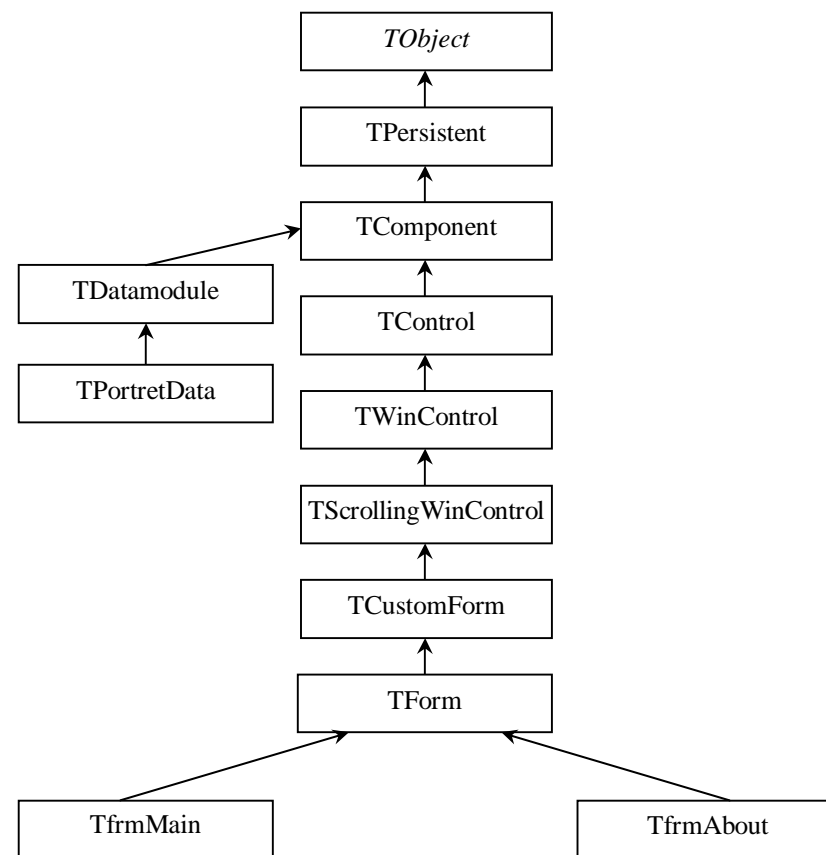 TObject
TPersistent
TComponent
TDatamodule
TControl
TPortretData
TWinControl
TScrollingWinControl
TCustomForm
TForm
TfrmMain
TfrmAbout